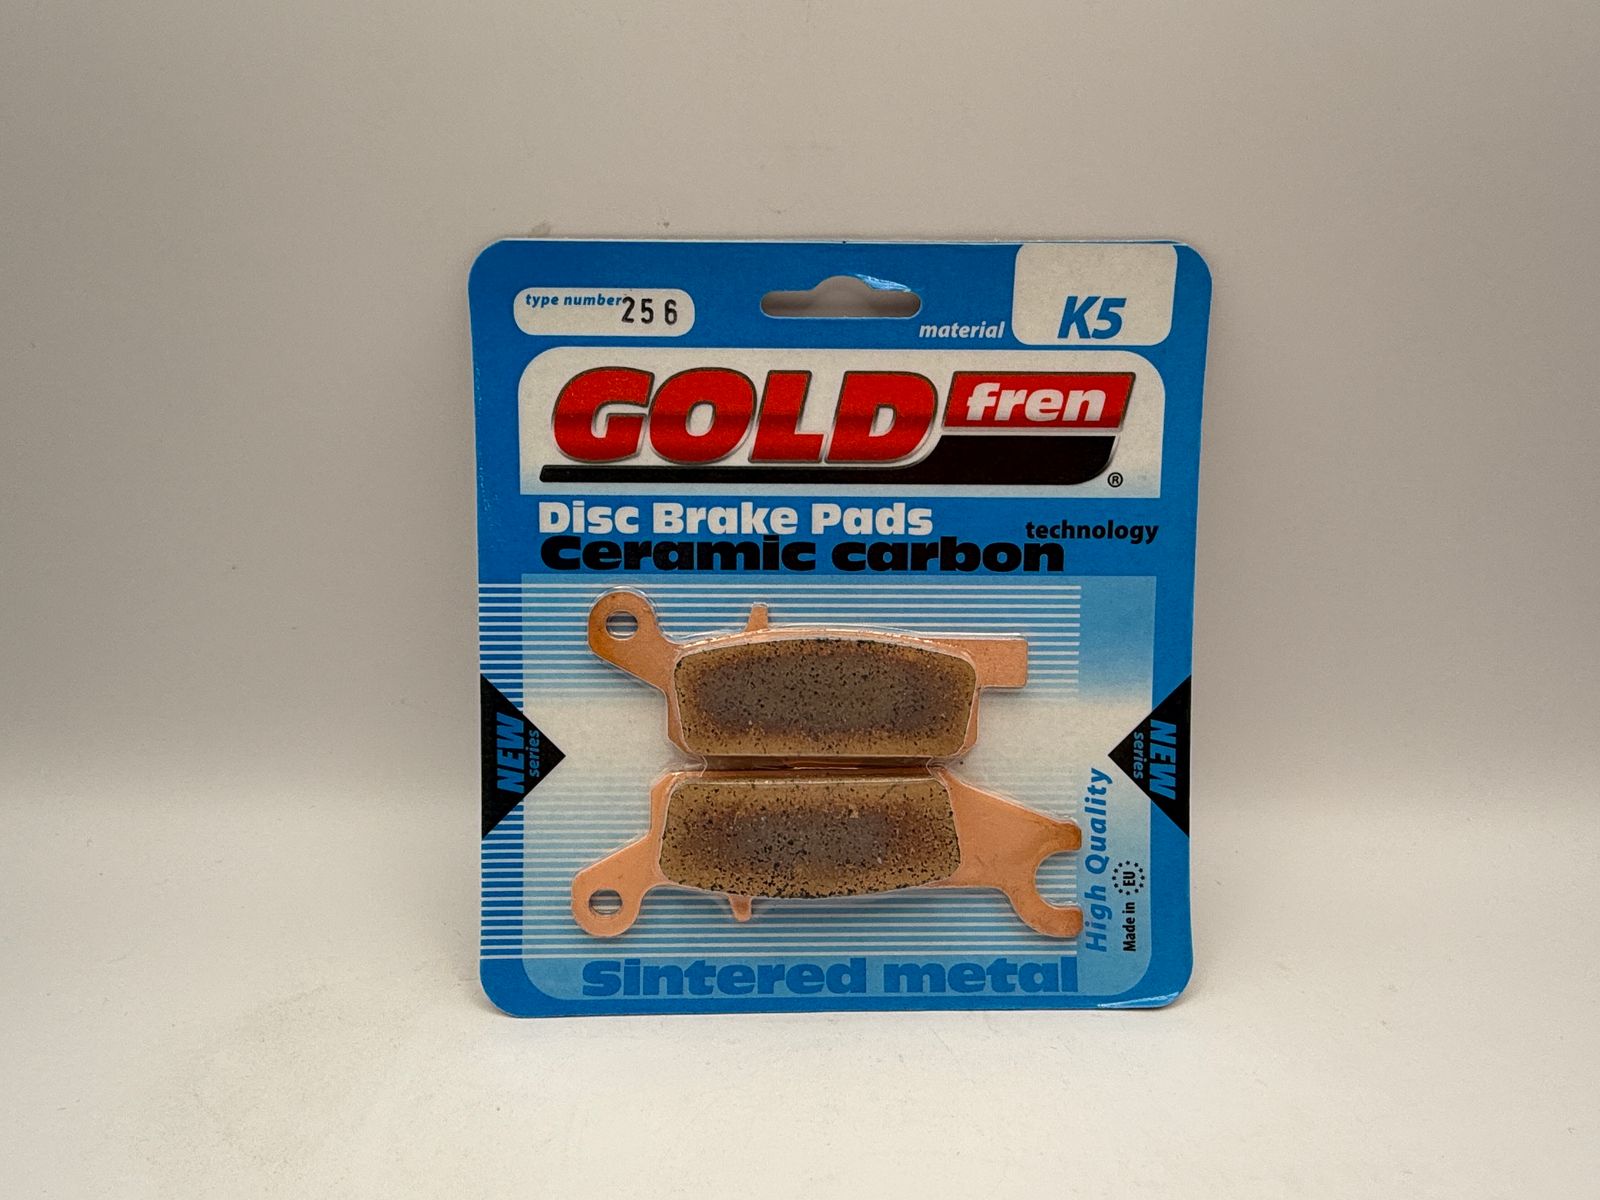 type number 256
material K5
GOLD fren ®
Disc Brake Pads
Ceramic carbon technology
NEW series
NEW series
High Quality
Made in EU
Sintered metal